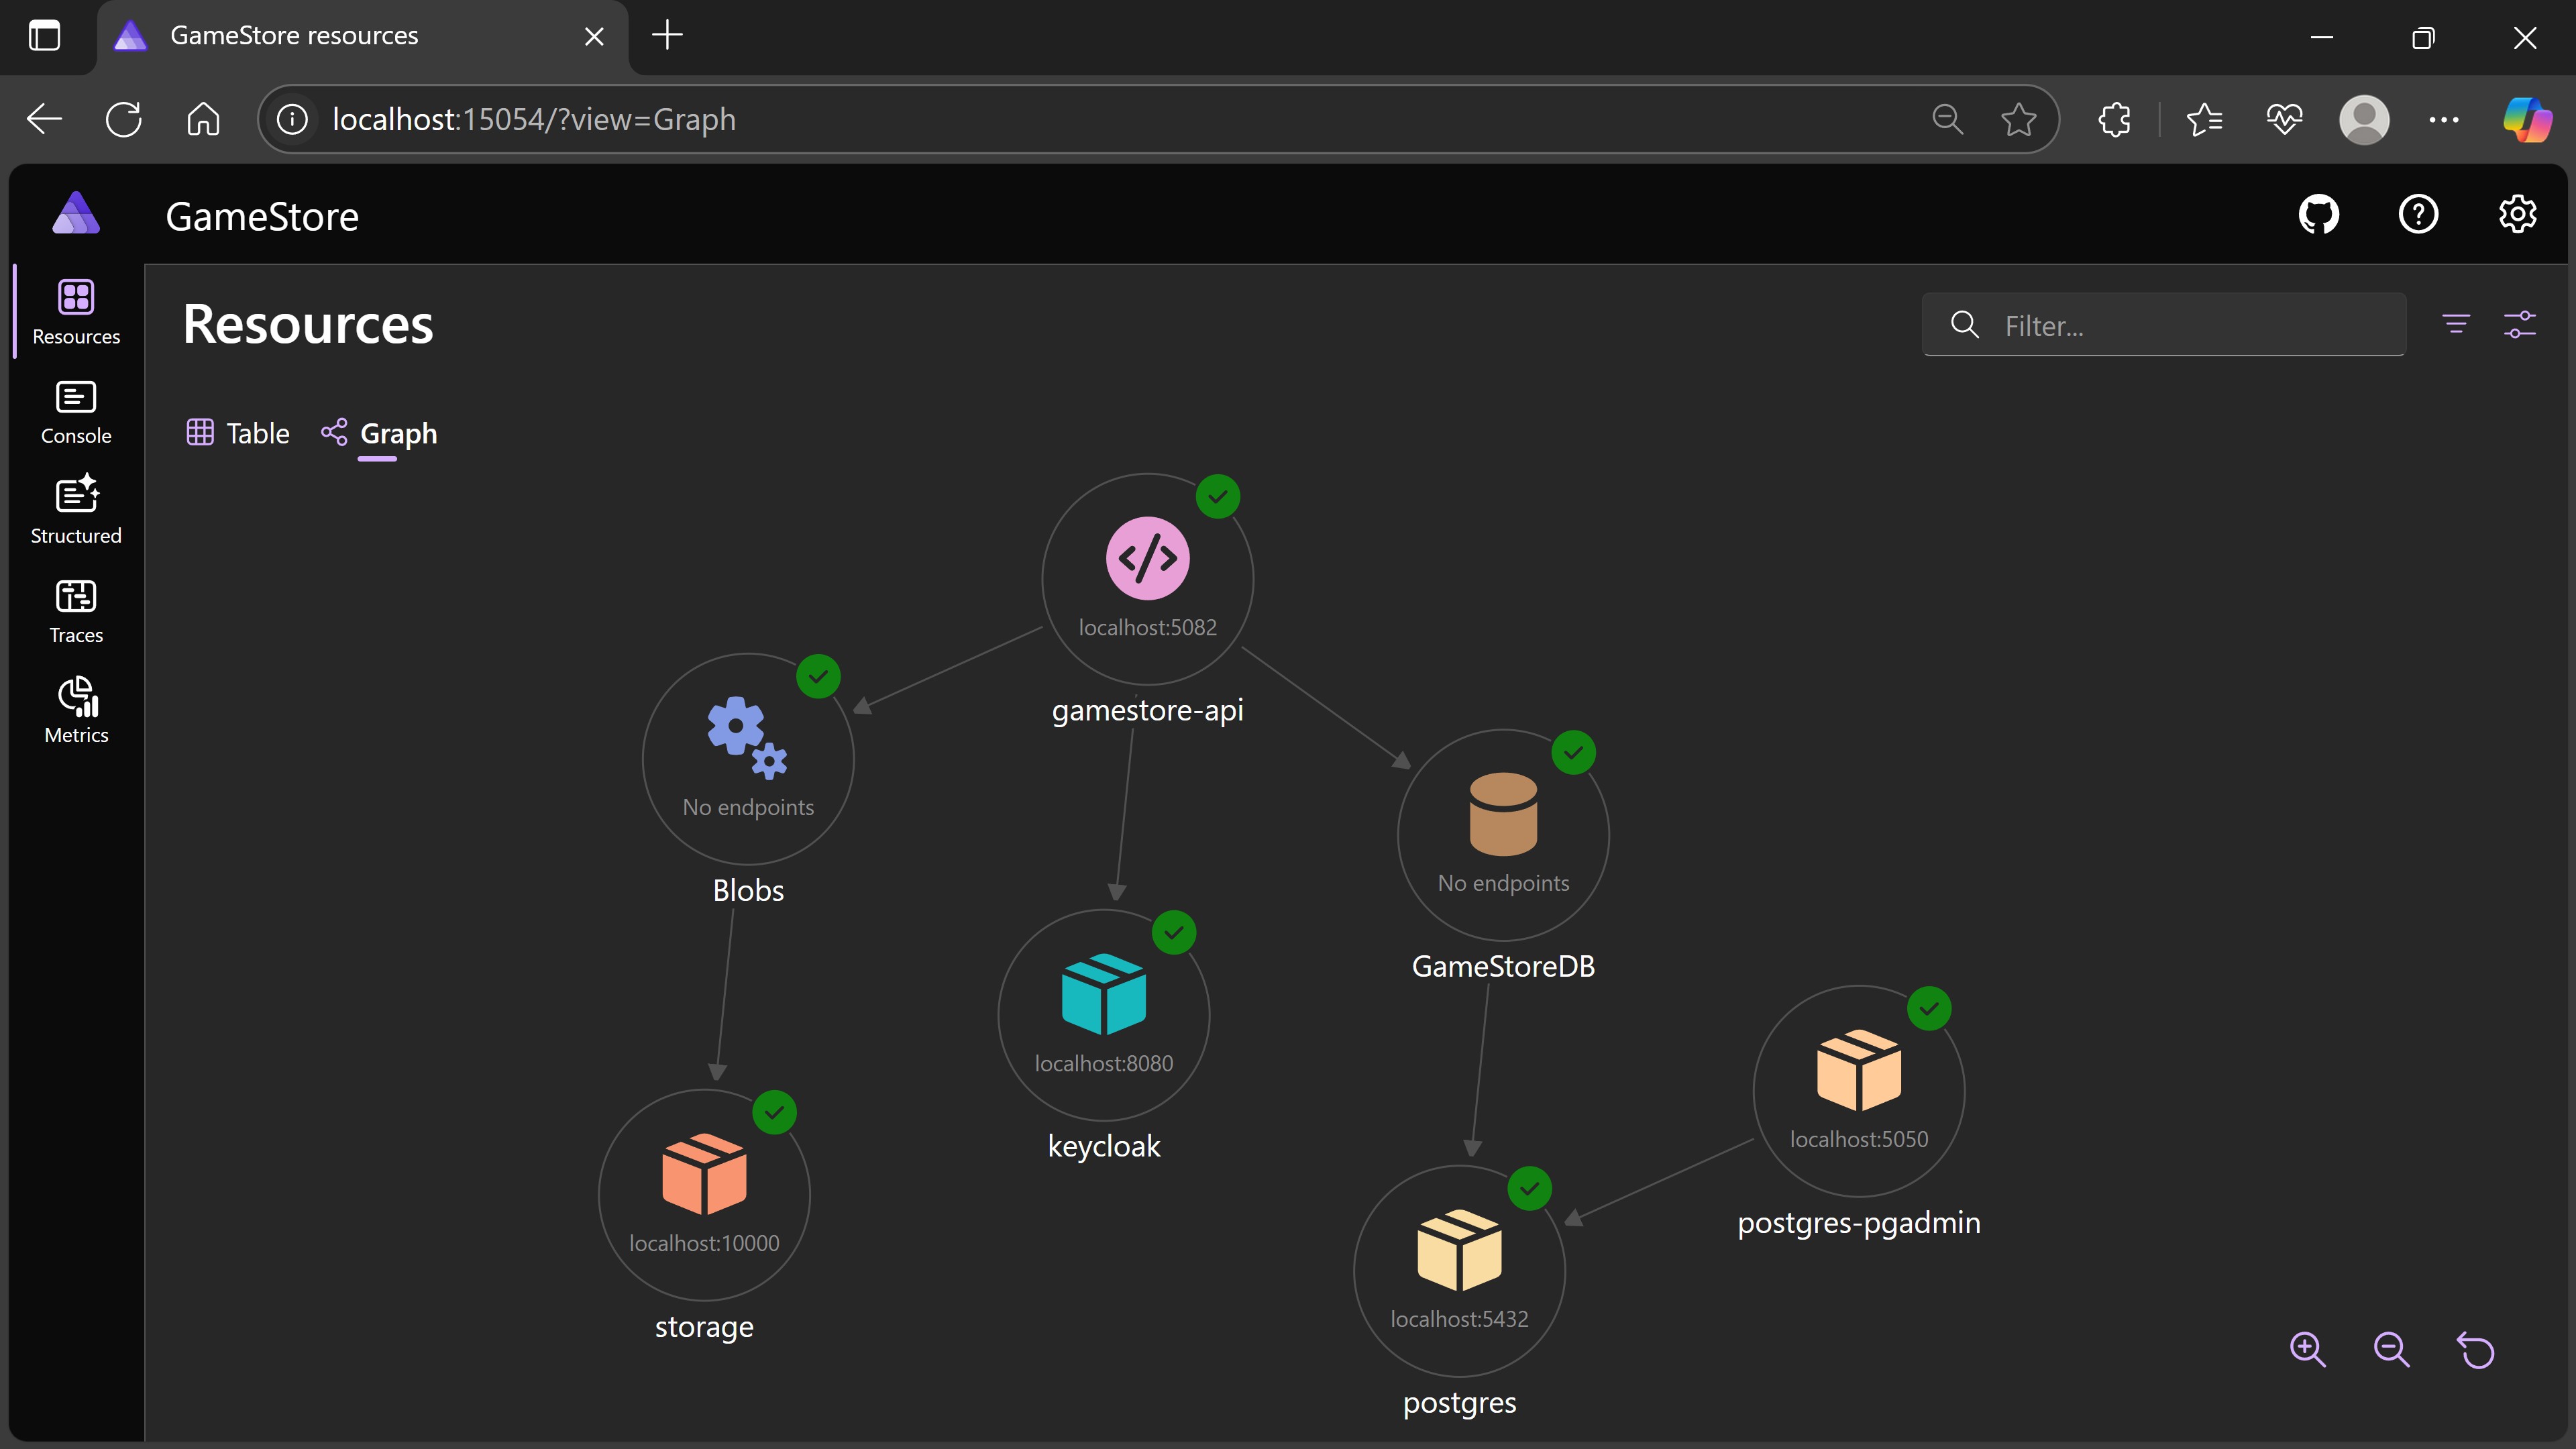 GameStore resources
localhost:15054/?view=Graph
GameStore
Resources
Console
Structured
Traces
Metrics
Resources
Filter...
Table
Graph
localhost:5082
gamestore-api
No endpoints
Blobs
No endpoints
GameStoreDB
localhost:8080
keycloak
localhost:5050
postgres-pgadmin
localhost:10000
storage
localhost:5432
postgres